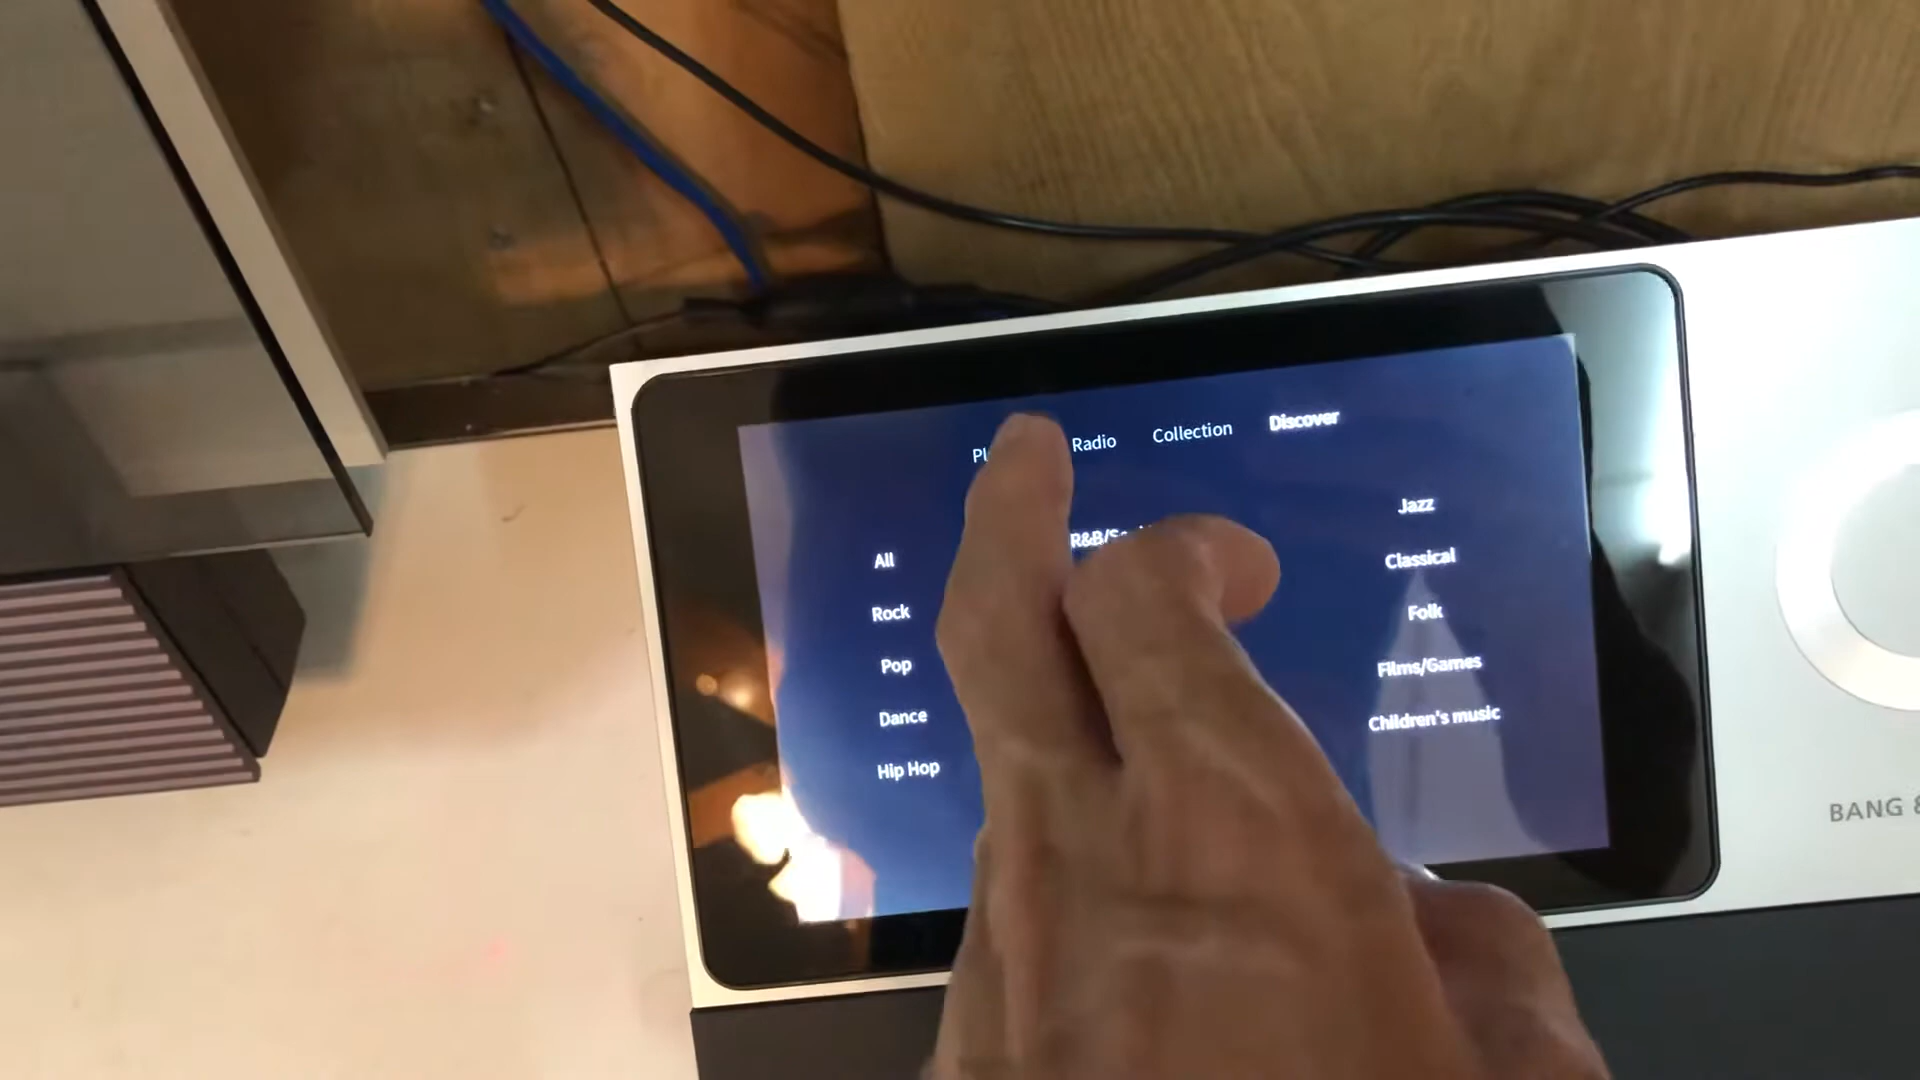 Radio Collection Discover
All
Rock
Pop
Dance
Hip Hop
Jazz
Classical
Folk
Films/Games
Children's music
BANG